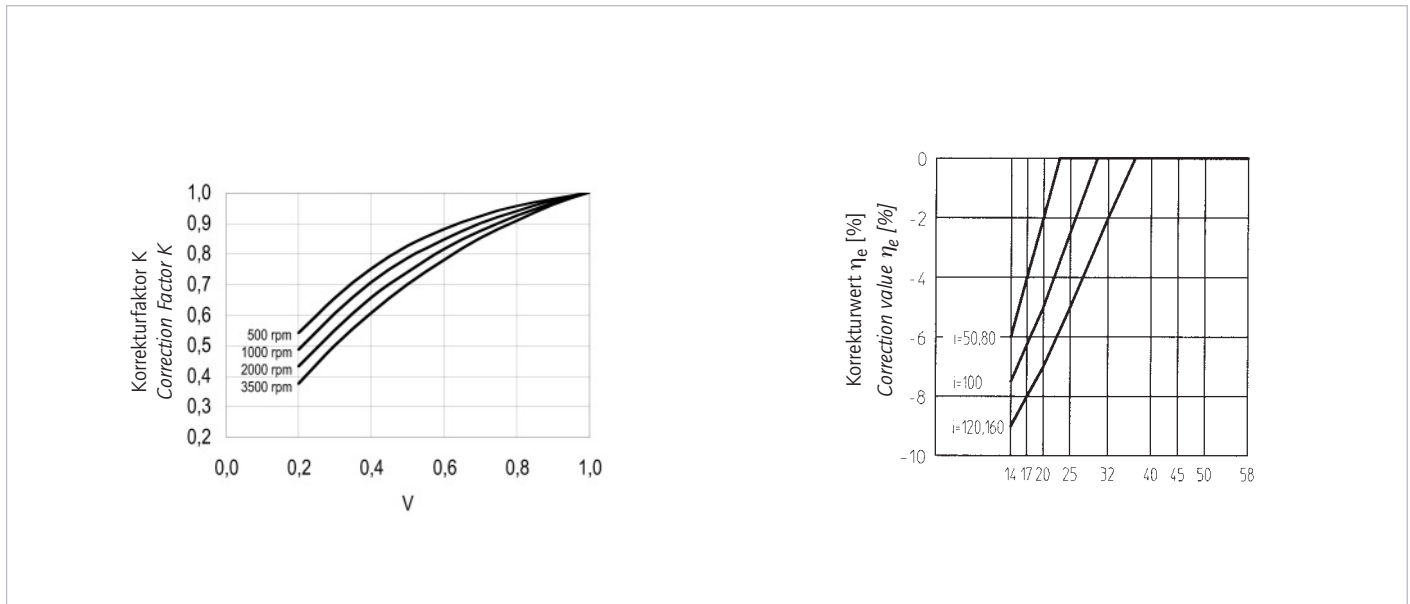 Korrekturfaktor K
Correction Factor K
1,0
0,9
0,8
0,7
0,6
0,5
0,4
0,3
0,2
500 rpm
1000 rpm
2000 rpm
3500 rpm
0,0 0,2 0,4 0,6 0,8 1,0
V
Korrekturwert ηe [%]
Correction value ηe [%]
0
-2
-4
-6
-8
-10
i=50,80
i=100
i=120,160
14 17 20 25 32 40 45 50 58